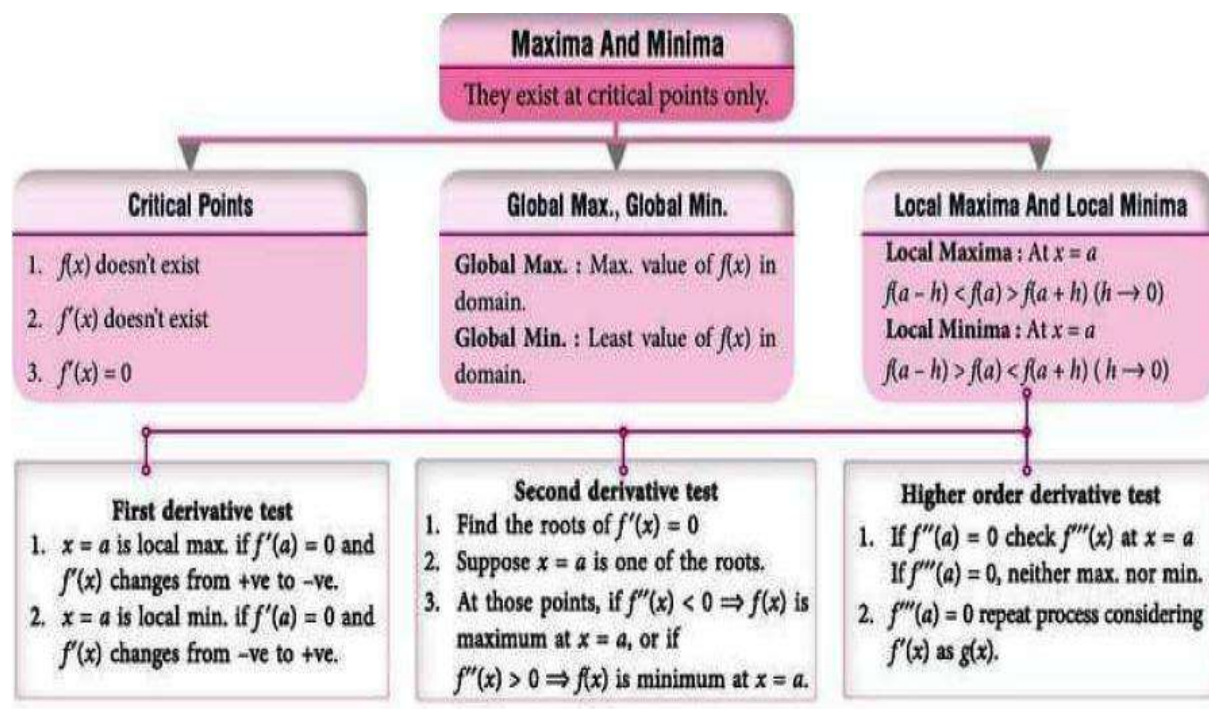 Maxima And Minima
They exist at critical points only.
Critical Points
1. f(x) doesn't exist
2. f'(x) doesn't exist
3. f'(x) = 0
Global Max., Global Min.
Global Max. : Max. value of f(x) in
domain.
Global Min. : Least value of f(x) in
domain.
Local Maxima And Local Minima
Local Maxima : At x = a
f(a – h) < f(a) > f(a + h) (h → 0)
Local Minima : At x = a
f(a – h) > f(a) < f(a + h) ( h → 0)
First derivative test
1. x = a is local max. if f'(a) = 0 and
f'(x) changes from +ve to –ve.
2. x = a is local min. if f'(a) = 0 and
f'(x) changes from –ve to +ve.
Second derivative test
1. Find the roots of f'(x) = 0
2. Suppose x = a is one of the roots.
3. At those points, if f''(x) < 0 ⇒ f(x) is
maximum at x = a, or if
f''(x) > 0 ⇒ f(x) is minimum at x = a.
Higher order derivative test
1. If f''(a) = 0 check f'''(x) at x = a
If f'''(a) = 0, neither max. nor min.
2. f'''(a) = 0 repeat process considering
f'(x) as g(x).